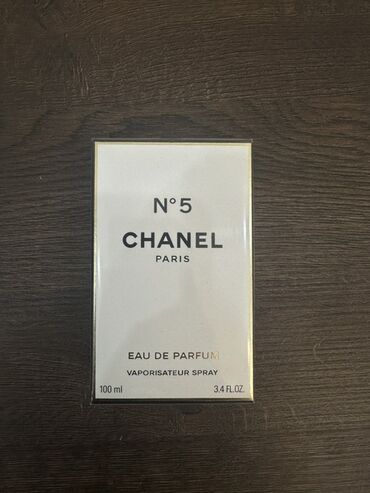 N°5
CHANEL
PARIS
EAU DE PARFUM
VAPORISATEUR SPRAY
100 ml 3.4 FL.OZ.